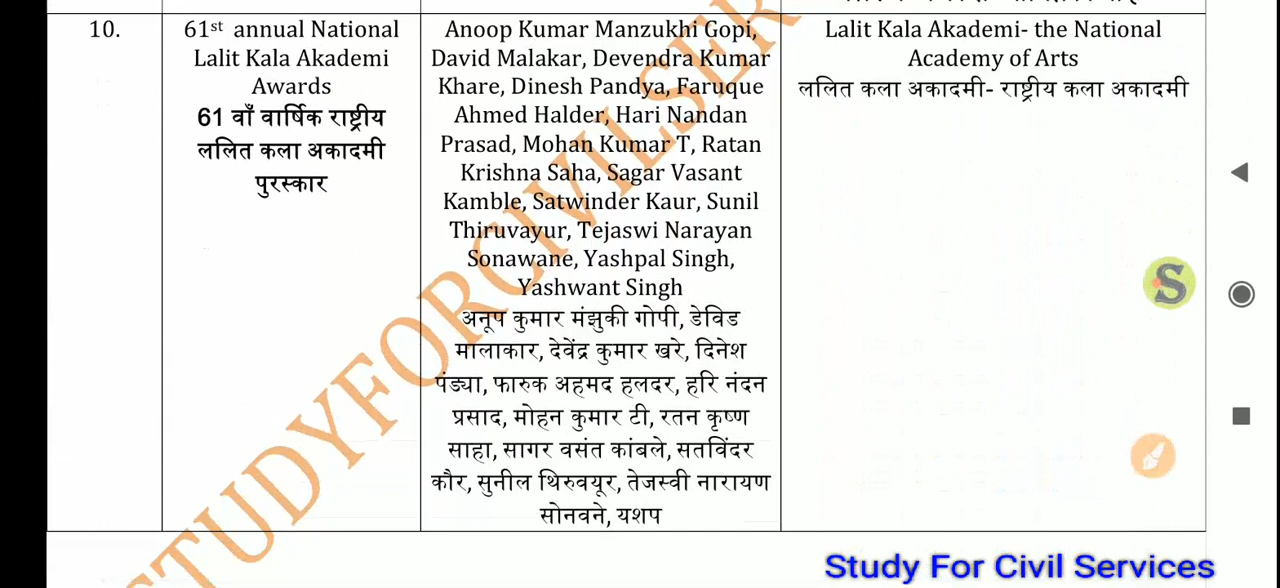 10.
61st annual National
Lalit Kala Akademi
Awards
61 वाँ वार्षिक राष्ट्रीय
ललित कला अकादमी
पुरस्कार
Anoop Kumar Manzukhi Gopi,
David Malakar, Devendra Kumar
Khare, Dinesh Pandya, Faruque
Ahmed Halder, Hari Nandan
Prasad, Mohan Kumar T, Ratan
Krishna Saha, Sagar Vasant
Kamble, Satwinder Kaur, Sunil
Thiruvayur, Tejaswi Narayan
Sonawane, Yashpal Singh,
Yashwant Singh
अनूप कुमार मंझुकी गोपी, डेविड
मालाकार, देवेंद्र कुमार खरे, दिनेश
पंड्या, फारुक अहमद हलदर, हरि नंदन
प्रसाद, मोहन कुमार टी, रतन कृष्ण
साहा, सागर वसंत कांबले, सतविंदर
कौर, सुनील थिरुवयूर, तेजस्वी नारायण
सोनवने, यशप
Lalit Kala Akademi- the National
Academy of Arts
ललित कला अकादमी- राष्ट्रीय कला अकादमी
STUDYFORCIVILSER
S
Study For Civil Services